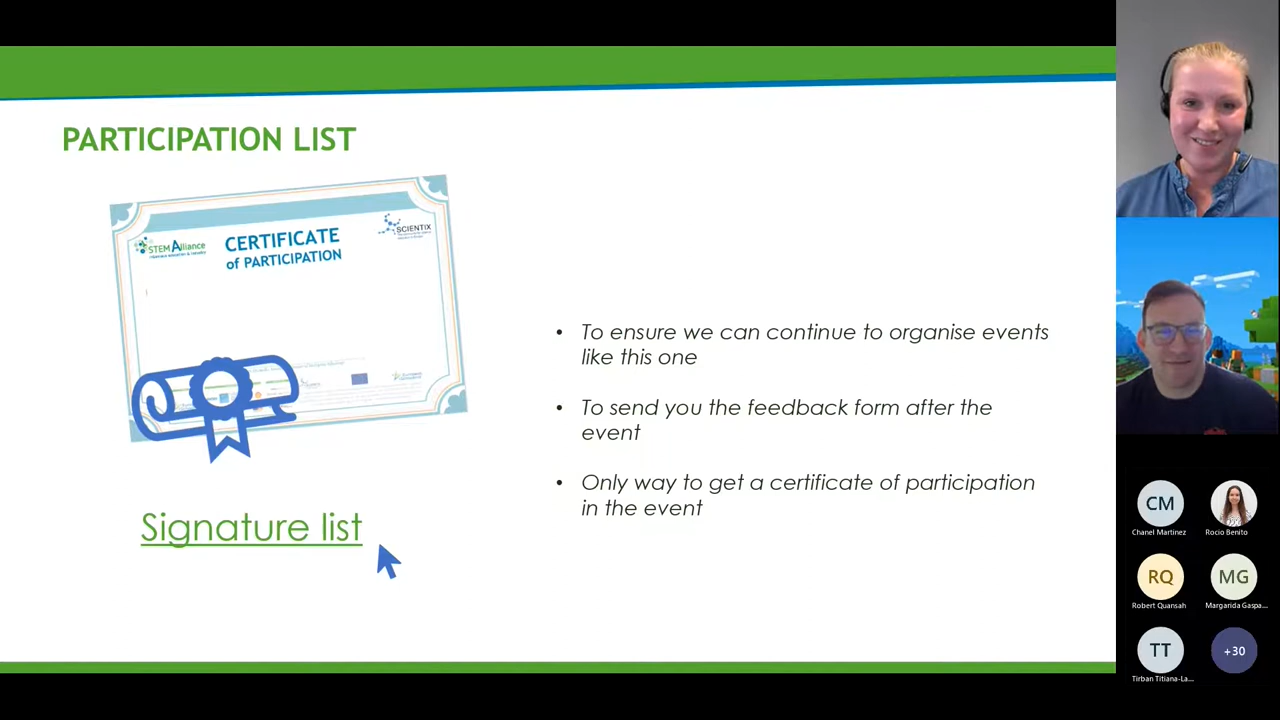 PARTICIPATION LIST
STEM Alliance
SCIENTIX
CERTIFICATE
of PARTICIPATION
• To ensure we can continue to organise events
like this one
• To send you the feedback form after the
event
• Only way to get a certificate of participation
in the event
Signature list
CM
Chanel Martinez
Rocio Benito
RQ
Robert Quansah
MG
Margarida Gaspa...
TT
Tirban Titiana-La...
+30